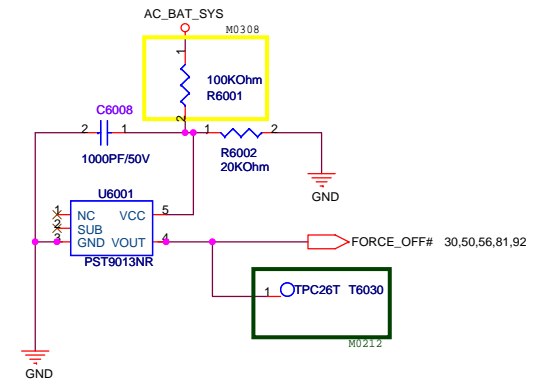 AC_BAT_SYS
M0308
1
100KOhm
R6001
2
C6008
2 1
1000PF/50V
1 2
R6002
20KOhm
GND
U6001
1 NC VCC 5
2 SUB
3 GND VOUT 4
PST9013NR
FORCE_OFF# 30,50,56,81,92
1 TPC26T T6030
M0212
GND